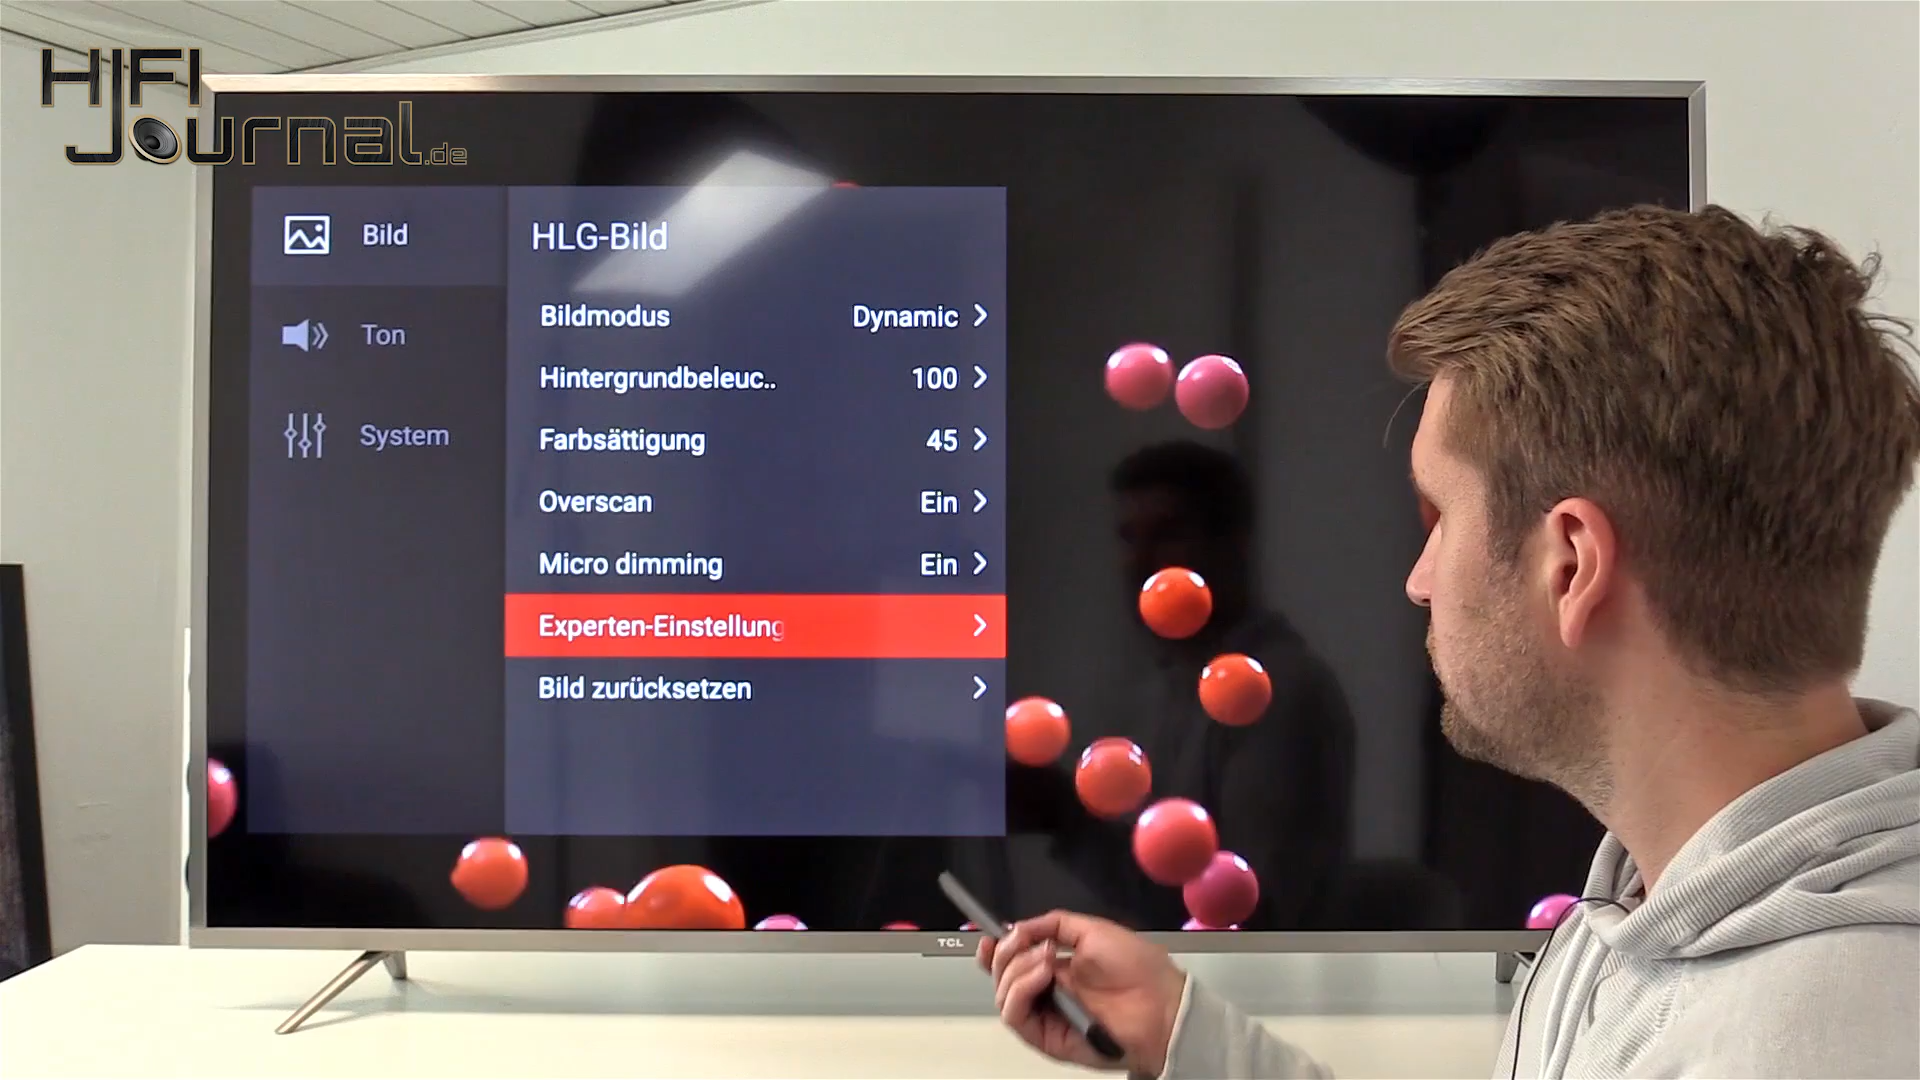 HIFI
Journal.de
Bild
Ton
System
HLG-Bild
Bildmodus Dynamic
Hintergrundbeleuc.. 100
Farbsättigung 45
Overscan Ein
Micro dimming Ein
Experten-Einstellung
Bild zurücksetzen
TCL